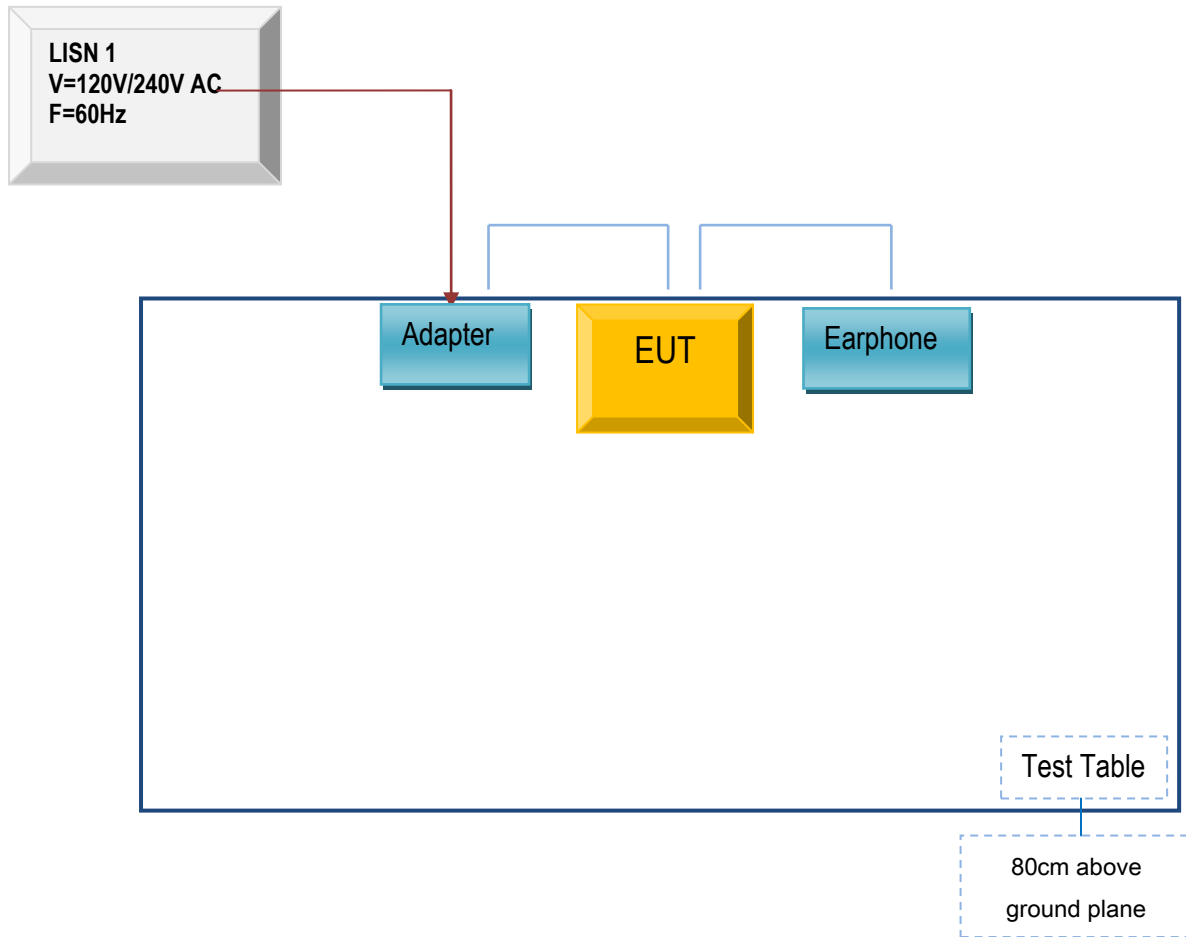 LISN 1
V=120V/240V AC
F=60Hz
Adapter
EUT
Earphone
Test Table
80cm above
ground plane